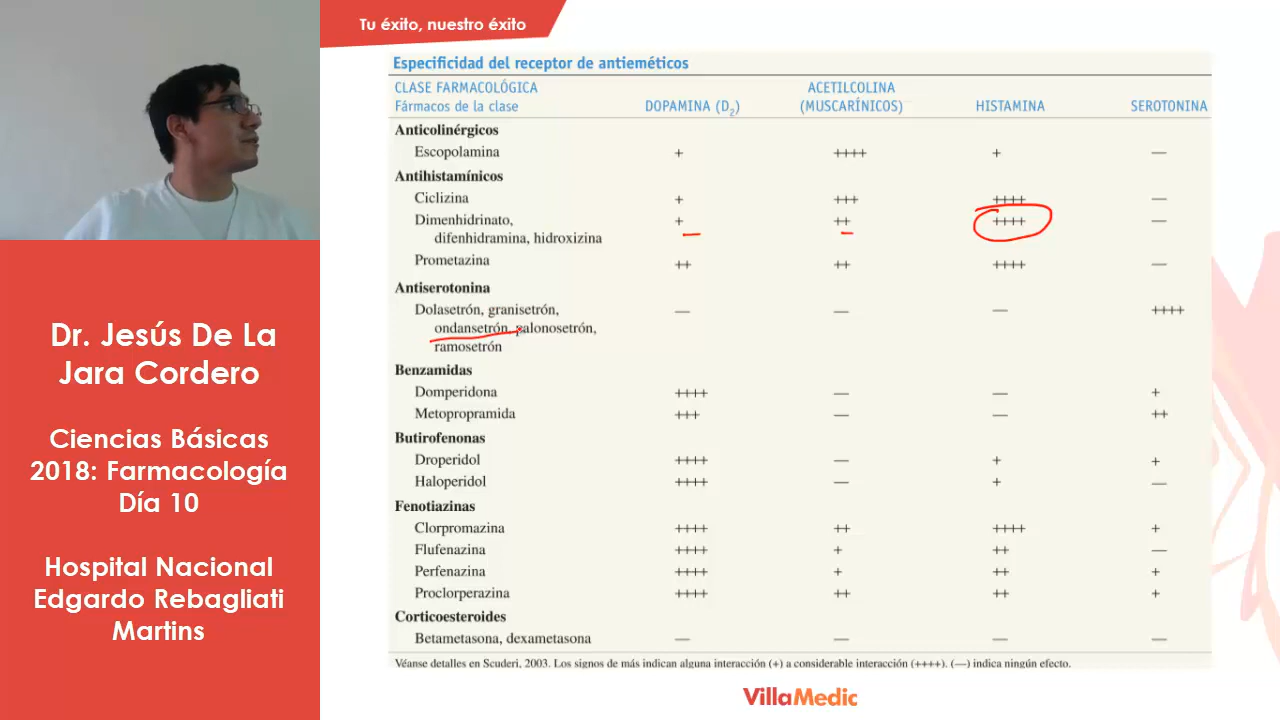 Tu éxito, nuestro éxito
Dr. Jesús De La
Jara Cordero
Ciencias Básicas
2018: Farmacología
Día 10
Hospital Nacional
Edgardo Rebagliati
Martins
Especificidad del receptor de antieméticos
CLASE FARMACOLÓGICA
Fármacos de la clase
DOPAMINA (D2)
ACETILCOLINA
(MUSCARÍNICOS)
HISTAMINA
SEROTONINA
Anticolinérgicos
Escopolamina + ++++ + —
Antihistamínicos
Ciclizina + +++ ++++ —
Dimenhidrinato, + ++ ++++ —
difenhidramina, hidroxizina
Prometazina ++ ++ ++++ —
Antiserotonina
Dolasetrón, granisetrón, — — — ++++
ondansetrón, palonosetrón,
ramosetrón
Benzamidas
Domperidona ++++ — — +
Metopropramida +++ — — ++
Butirofenonas
Droperidol ++++ — + +
Haloperidol ++++ — + —
Fenotiazinas
Clorpromazina ++++ ++ ++++ +
Flufenazina ++++ + ++ —
Perfenazina ++++ + ++ +
Proclorperazina ++++ ++ ++ +
Corticoesteroides
Betametasona, dexametasona — — — —
Véanse detalles en Scuderi, 2003. Los signos de más indican alguna interacción (+) a considerable interacción (++++). (—) indica ningún efecto.
VillaMedic